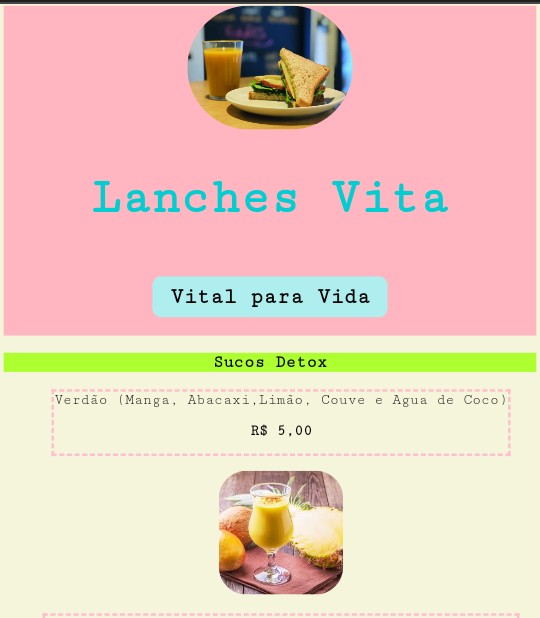 Lanches Vita
Vital para Vida
Sucos Detox
Verdão (Manga, Abacaxi,Limão, Couve e Agua de Coco)
R$ 5,00